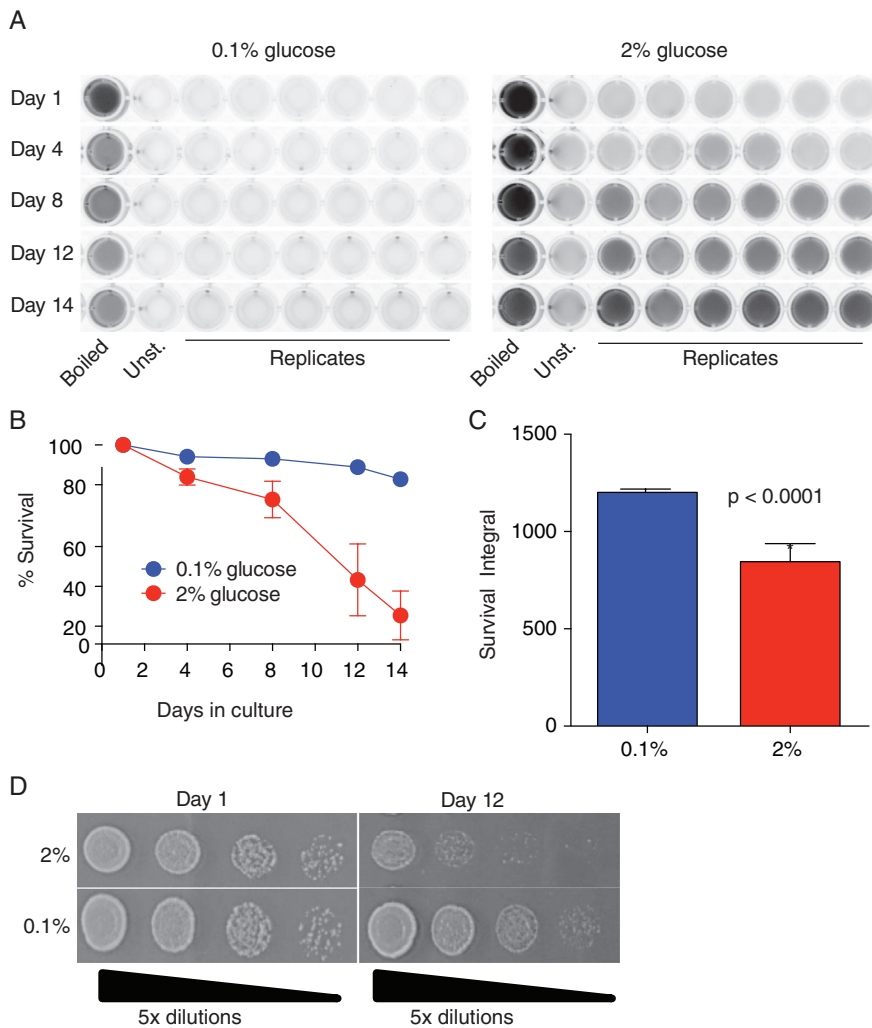 A
0.1% glucose
2% glucose
Day 1
Day 4
Day 8
Day 12
Day 14
Boiled
Unst.
Replicates
Boiled
Unst.
Replicates
B
100
80
60
40
20
0
% Survival
0.1% glucose
2% glucose
0 2 4 6 8 10 12 14
Days in culture
C
1500
1000
500
0
Survival Integral
p < 0.0001
*
0.1% 2%
D
Day 1
Day 12
2%
0.1%
5x dilutions
5x dilutions